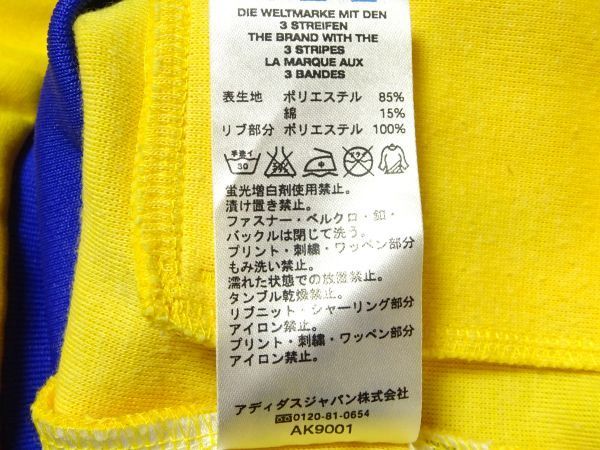 DIE WELTMARKE MIT DEN
3 STREIFEN
THE BRAND WITH THE
3 STRIPES
LA MARQUE AUX
3 BANDES
表生地 ポリエステル 85%
綿 15%
リブ部分 ポリエステル 100%
手洗イ
30
蛍光増白剤使用禁止。
漬け置き禁止。
ファスナー・ベルクロ・釦・
バックルは閉じて洗う。
プリント・刺繍・ワッペン部分
もみ洗い禁止。
濡れた状態での放置禁止。
タンブル乾燥禁止。
リブニット・シャーリング部分
アイロン禁止。
プリント・刺繍・ワッペン部分
アイロン禁止。
アディダスジャパン株式会社
0120-81-0654
AK9001